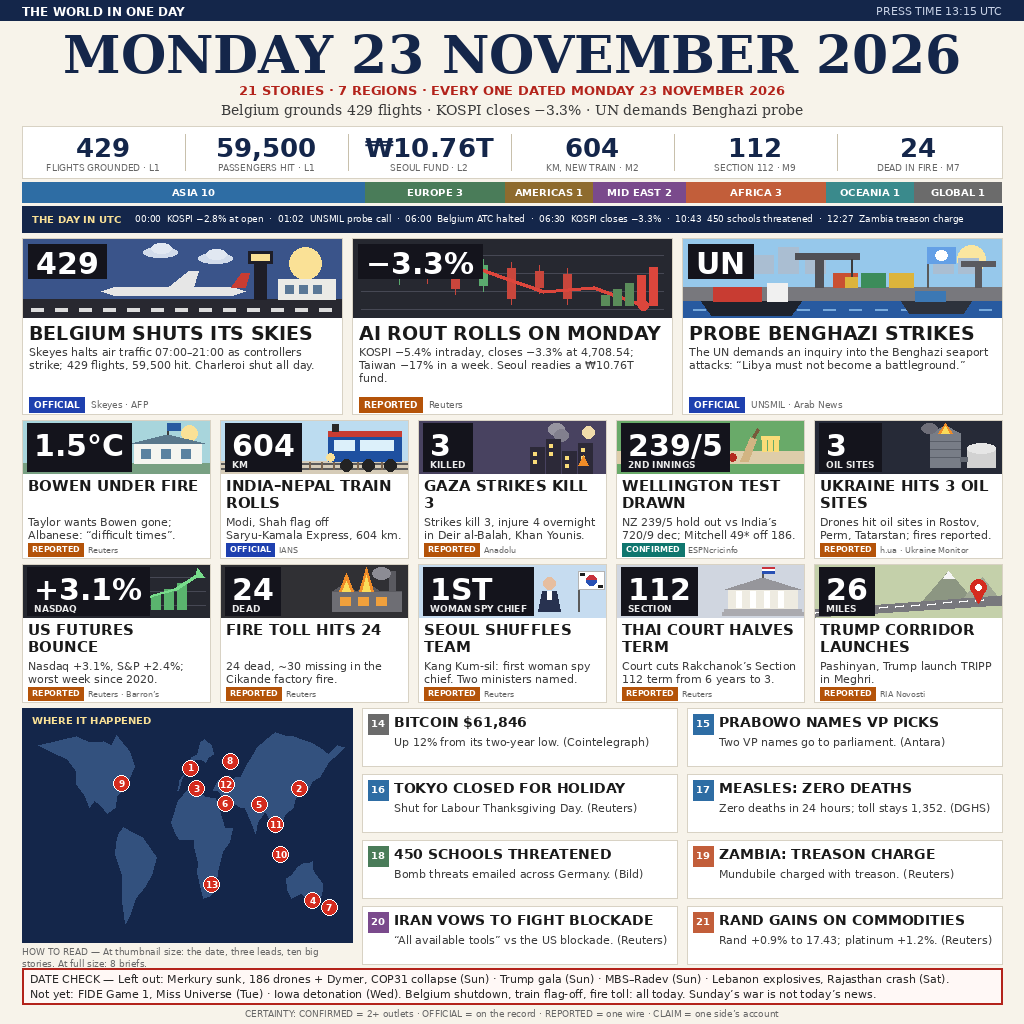 THE WORLD IN ONE DAY
PRESS TIME 13:15 UTC
MONDAY 23 NOVEMBER 2026
21 STORIES · 7 REGIONS · EVERY ONE DATED MONDAY 23 NOVEMBER 2026
Belgium grounds 429 flights · KOSPI closes −3.3% · UN demands Benghazi probe
429
FLIGHTS GROUNDED · L1
59,500
PASSENGERS HIT · L1
₩10.76T
SEOUL FUND · L2
604
KM, NEW TRAIN · M2
112
SECTION 112 · M9
24
DEAD IN FIRE · M7
ASIA 10
EUROPE 3
AMERICAS 1
MID EAST 2
AFRICA 3
OCEANIA 1
GLOBAL 1
THE DAY IN UTC 00:00 KOSPI −2.8% at open · 01:02 UNSMIL probe call · 06:00 Belgium ATC halted · 06:30 KOSPI closes −3.3% · 10:43 450 schools threatened · 12:27 Zambia treason charge
429
BELGIUM SHUTS ITS SKIES
Skeyes halts air traffic 07:00–21:00 as controllers
strike; 429 flights, 59,500 hit. Charleroi shut all day.
OFFICIAL Skeyes · AFP
−3.3%
AI ROUT ROLLS ON MONDAY
KOSPI −5.4% intraday, closes −3.3% at 4,708.54;
Taiwan −17% in a week. Seoul readies a ₩10.76T
fund.
REPORTED Reuters
UN
PROBE BENGHAZI STRIKES
The UN demands an inquiry into the Benghazi seaport
attacks: “Libya must not become a battleground.”
OFFICIAL UNSMIL · Arab News
1.5°C
BOWEN UNDER FIRE
Taylor wants Bowen gone;
Albanese: “difficult times”.
REPORTED Reuters
604
KM
INDIA–NEPAL TRAIN
ROLLS
Modi, Shah flag off
Saryu-Kamala Express, 604 km.
OFFICIAL IANS
3
KILLED
GAZA STRIKES KILL
3
Strikes kill 3, injure 4 overnight
in Deir al-Balah, Khan Younis.
REPORTED Anadolu
239/5
2ND INNINGS
WELLINGTON TEST
DRAWN
NZ 239/5 hold out vs India’s
720/9 dec; Mitchell 49* off 186.
CONFIRMED ESPNcricinfo
3
OIL SITES
UKRAINE HITS 3 OIL
SITES
Drones hit oil sites in Rostov,
Perm, Tatarstan; fires reported.
REPORTED h.ua · Ukraine Monitor
+3.1%
NASDAQ
US FUTURES
BOUNCE
Nasdaq +3.1%, S&P +2.4%;
worst week since 2020.
REPORTED Reuters · Barron’s
24
DEAD
FIRE TOLL HITS 24
24 dead, ~30 missing in the
Cikande factory fire.
REPORTED Reuters
1ST
WOMAN SPY CHIEF
SEOUL SHUFFLES
TEAM
Kang Kum-sil: first woman spy
chief. Two ministers named.
REPORTED Reuters
112
SECTION
THAI COURT HALVES
TERM
Court cuts Rakchanok’s Section
112 term from 6 years to 3.
REPORTED Reuters
26
MILES
TRUMP CORRIDOR
LAUNCHES
Pashinyan, Trump launch TRIPP
in Meghri.
REPORTED RIA Novosti
WHERE IT HAPPENED
1
8
9
3
12
2
6
5
11
10
13
4
7
HOW TO READ — At thumbnail size: the date, three leads, ten big
stories. At full size: 8 briefs.
14 BITCOIN $61,846
Up 12% from its two-year low. (Cointelegraph)
15 PRABOWO NAMES VP PICKS
Two VP names go to parliament. (Antara)
16 TOKYO CLOSED FOR HOLIDAY
Shut for Labour Thanksgiving Day. (Reuters)
17 MEASLES: ZERO DEATHS
Zero deaths in 24 hours; toll stays 1,352. (DGHS)
18 450 SCHOOLS THREATENED
Bomb threats emailed across Germany. (Bild)
19 ZAMBIA: TREASON CHARGE
Mundubile charged with treason. (Reuters)
20 IRAN VOWS TO FIGHT BLOCKADE
“All available tools” vs the US blockade. (Reuters)
21 RAND GAINS ON COMMODITIES
Rand +0.9% to 17.43; platinum +1.2%. (Reuters)
DATE CHECK — Left out: Merkury sunk, 186 drones + Dymer, COP31 collapse (Sun) · Trump gala (Sun) · MBS–Radev (Sun) · Lebanon explosives, Rajasthan crash (Sat).
Not yet: FIDE Game 1, Miss Universe (Tue) · Iowa detonation (Wed). Belgium shutdown, train flag-off, fire toll: all today. Sunday’s war is not today’s news.
CERTAINTY: CONFIRMED = 2+ outlets · OFFICIAL = on the record · REPORTED = one wire · CLAIM = one side’s account